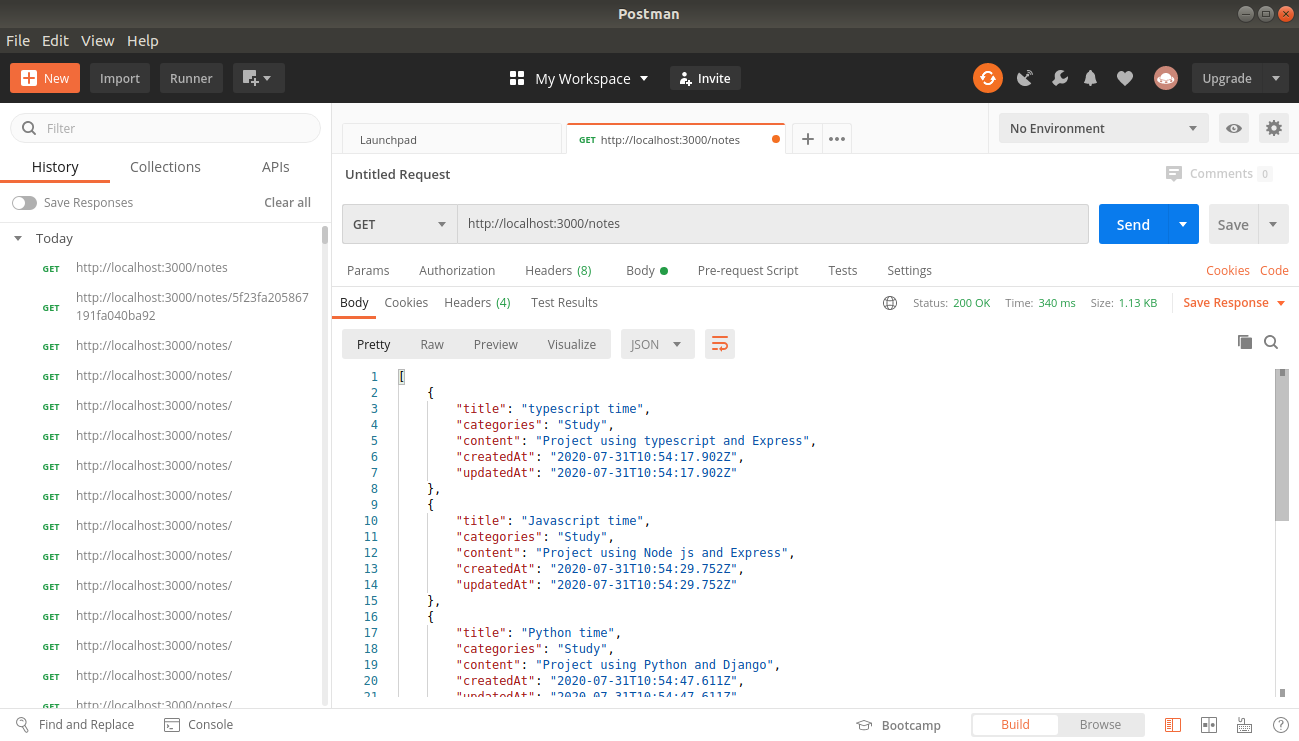 Postman
File Edit View Help
New Import Runner My Workspace Invite Upgrade
Filter
History Collections APIs
Save Responses Clear all
Today
GET http://localhost:3000/notes
GET http://localhost:3000/notes/5f23fa205867
191fa040ba92
GET http://localhost:3000/notes/
GET http://localhost:3000/notes/
GET http://localhost:3000/notes/
GET http://localhost:3000/notes/
GET http://localhost:3000/notes/
GET http://localhost:3000/notes/
GET http://localhost:3000/notes/
GET http://localhost:3000/notes/
GET http://localhost:3000/notes/
GET http://localhost:3000/notes/
GET http://localhost:3000/notes/
GET http://localhost:3000/notes/
GET http://localhost:3000/notes/
Launchpad GET http://localhost:3000/notes No Environment
Untitled Request Comments 0
GET http://localhost:3000/notes Send Save
Params Authorization Headers (8) Body Pre-request Script Tests Settings Cookies Code
Body Cookies Headers (4) Test Results Status: 200 OK Time: 340 ms Size: 1.13 KB Save Response
Pretty Raw Preview Visualize JSON
1 [
2 {
3 "title": "typescript time",
4 "categories": "Study",
5 "content": "Project using typescript and Express",
6 "createdAt": "2020-07-31T10:54:17.902Z",
7 "updatedAt": "2020-07-31T10:54:17.902Z"
8 },
9 {
10 "title": "Javascript time",
11 "categories": "Study",
12 "content": "Project using Node js and Express",
13 "createdAt": "2020-07-31T10:54:29.752Z",
14 "updatedAt": "2020-07-31T10:54:29.752Z"
15 },
16 {
17 "title": "Python time",
18 "categories": "Study",
19 "content": "Project using Python and Django",
20 "createdAt": "2020-07-31T10:54:47.611Z",
21 "updatedAt": "2020-07-31T10:54:47.611Z"
Find and Replace Console Bootcamp Build Browse